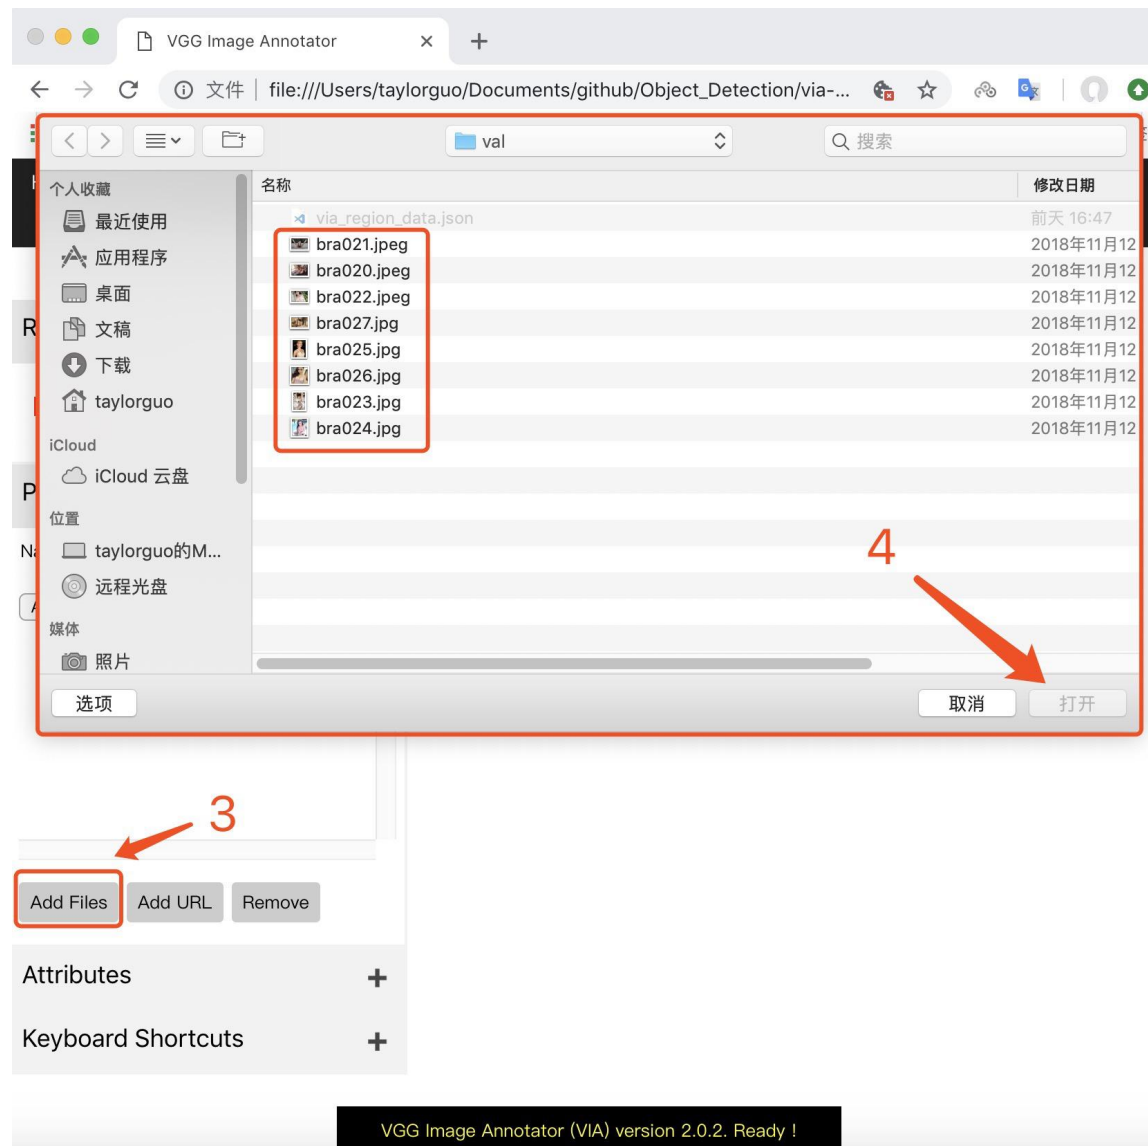 VGG Image Annotator
文件 file:///Users/taylorguo/Documents/github/Object_Detection/via-...
val
搜索
个人收藏
名称
修改日期
最近使用
via_region_data.json
前天 16:47
bra021.jpeg
2018年11月12
应用程序
bra020.jpeg
2018年11月12
桌面
bra022.jpeg
2018年11月12
文稿
bra027.jpg
2018年11月12
下载
bra025.jpg
2018年11月12
bra026.jpg
2018年11月12
taylorguo
bra023.jpg
2018年11月12
bra024.jpg
2018年11月12
iCloud
iCloud 云盘
位置
taylorguo的M...
4
远程光盘
媒体
照片
选项
取消
打开
3
Add Files
Add URL
Remove
Attributes
Keyboard Shortcuts
VGG Image Annotator (VIA) version 2.0.2. Ready !